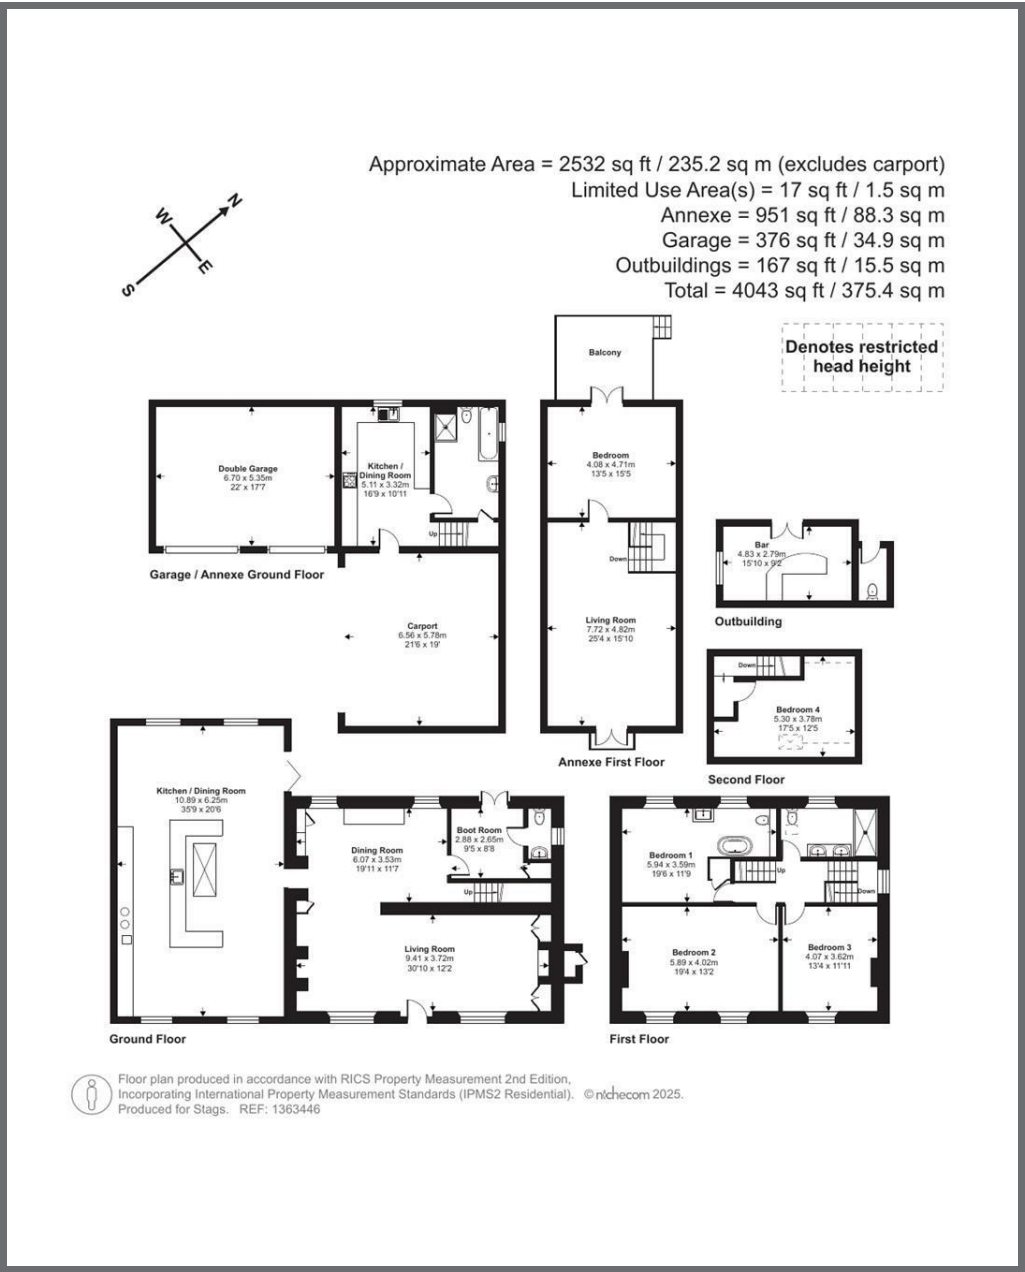 Approximate Area = 2532 sq ft / 235.2 sq m (excludes carport)
Limited Use Area(s) = 17 sq ft / 1.5 sq m
Annexe = 951 sq ft / 88.3 sq m
Garage = 376 sq ft / 34.9 sq m
Outbuildings = 167 sq ft / 15.5 sq m
Total = 4043 sq ft / 375.4 sq m
N
W
E
S
Denotes restricted
head height
Balcony
Double Garage
6.70 x 5.35m
22' x 17'7
Kitchen /
Dining Room
5.11 x 3.32m
16'9 x 10'11
Up
Garage / Annexe Ground Floor
Carport
6.56 x 5.78m
21'6 x 19'
Bedroom
4.08 x 4.71m
13'5 x 15'5
Down
Living Room
7.72 x 4.82m
25'4 x 15'10
Annexe First Floor
Bar
4.83 x 2.79m
15'10 x 9'2
Outbuilding
Down
Bedroom 4
5.30 x 3.78m
17'5 x 12'5
Second Floor
Kitchen / Dining Room
10.89 x 6.25m
35'9 x 20'6
Dining Room
6.07 x 3.53m
19'11 x 11'7
Boot Room
2.88 x 2.65m
9'5 x 8'8
Up
Living Room
9.41 x 3.72m
30'10 x 12'2
Ground Floor
Bedroom 1
5.94 x 3.59m
19'6 x 11'9
Up
Down
Bedroom 2
5.89 x 4.02m
19'4 x 13'2
Bedroom 3
4.07 x 3.62m
13'4 x 11'11
First Floor
Floor plan produced in accordance with RICS Property Measurement 2nd Edition,
Incorporating International Property Measurement Standards (IPMS2 Residential). © nichecom 2025.
Produced for Stags. REF: 1363446